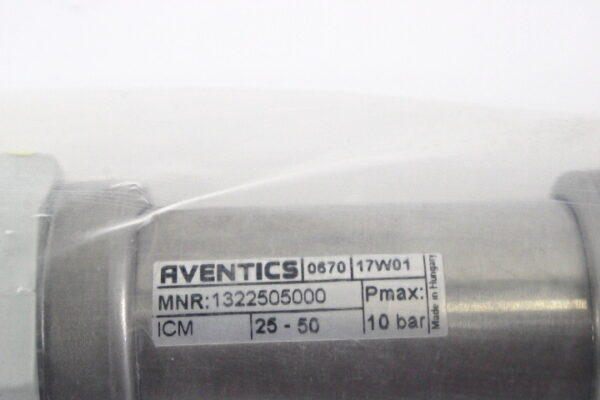 AVENTICS 0670 17W01
MNR:1322505000 Pmax:
ICM 25 - 50 10 bar
Made in Hungary